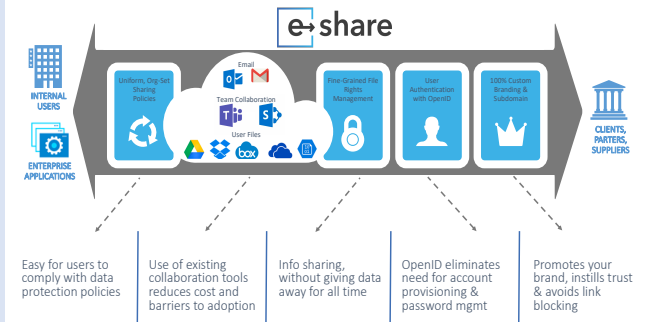 e→share
Uniform, Org-Set
Sharing
Policies
Email
Team Collaboration
User Files
box
Fine-Grained File
Rights
Management
User
Authentication
with OpenID
100% Custom
Branding &
Subdomain
INTERNAL
USERS
ENTERPRISE
APPLICATIONS
CLIENTS,
PARTERS,
SUPPLIERS
Easy for users to
comply with data
protection policies
Use of existing
collaboration tools
reduces cost and
barriers to adoption
Info sharing,
without giving data
away for all time
OpenID eliminates
need for account
provisioning &
password mgmt
Promotes your
brand, instills trust
& avoids link
blocking